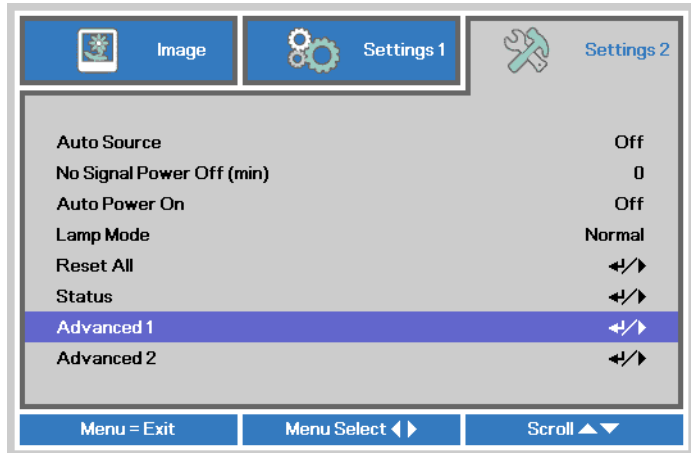 Image
Settings 1
Settings 2
Auto Source Off
No Signal Power Off (min) 0
Auto Power On Off
Lamp Mode Normal
Reset All ↵/▶
Status ↵/▶
Advanced 1 ↵/▶
Advanced 2 ↵/▶
Menu = Exit
Menu Select ◀▶
Scroll ▲▼